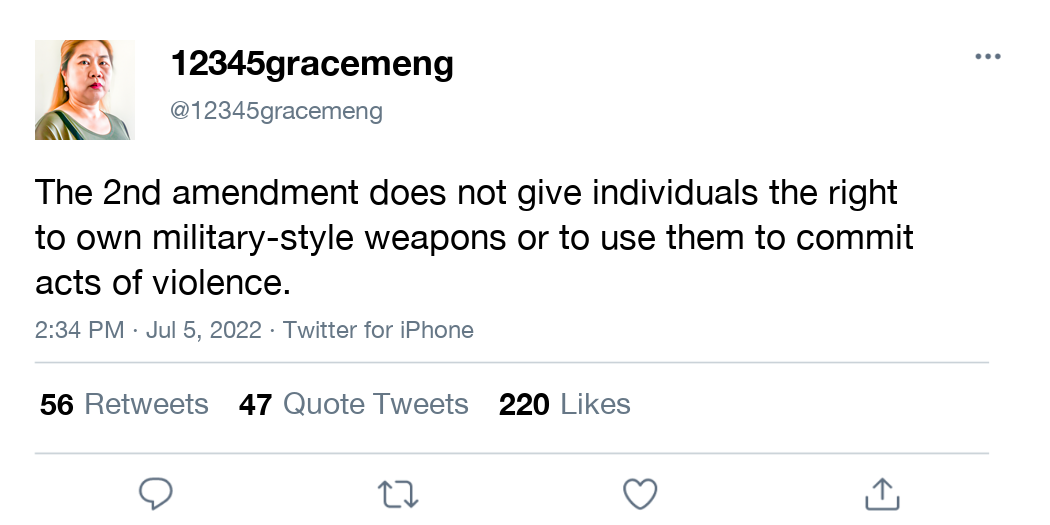 12345gracemeng
@12345gracemeng
The 2nd amendment does not give individuals the right
to own military-style weapons or to use them to commit
acts of violence.
2:34 PM · Jul 5, 2022 · Twitter for iPhone
56 Retweets 47 Quote Tweets 220 Likes